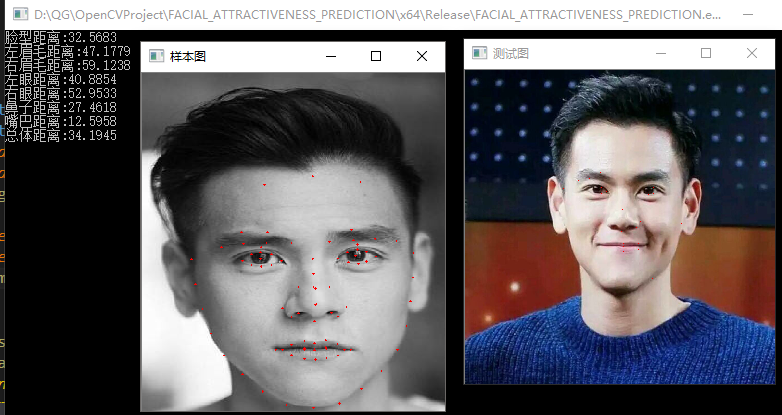 D:\QG\OpenCVProject\FACIAL_ATTRACTIVENESS_PREDICTION\x64\Release\FACIAL_ATTRACTIVENESS_PREDICTION.e...
脸型距离:32.5683
左眉毛距离:47.1779
右眉毛距离:59.1238
左眼距离:40.8854
右眼距离:52.9533
鼻子距离:27.4618
嘴巴距离:12.5958
总体距离:34.1945
样本图
测试图